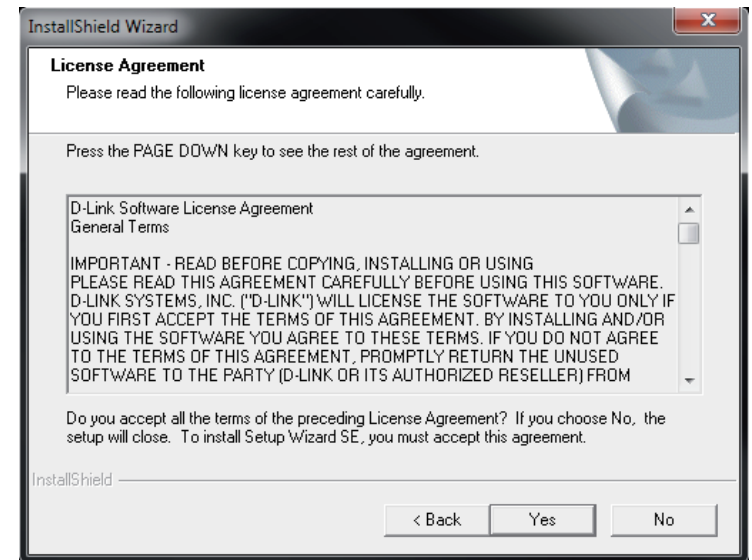 InstallShield Wizard
License Agreement
Please read the following license agreement carefully.
Press the PAGE DOWN key to see the rest of the agreement.
D-Link Software License Agreement
General Terms
IMPORTANT - READ BEFORE COPYING, INSTALLING OR USING
PLEASE READ THIS AGREEMENT CAREFULLY BEFORE USING THIS SOFTWARE.
D-LINK SYSTEMS, INC. ("D-LINK") WILL LICENSE THE SOFTWARE TO YOU ONLY IF
YOU FIRST ACCEPT THE TERMS OF THIS AGREEMENT. BY INSTALLING AND/OR
USING THE SOFTWARE YOU AGREE TO THESE TERMS. IF YOU DO NOT AGREE
TO THE TERMS OF THIS AGREEMENT, PROMPTLY RETURN THE UNUSED
SOFTWARE TO THE PARTY (D-LINK OR ITS AUTHORIZED RESELLER) FROM
Do you accept all the terms of the preceding License Agreement? If you choose No, the
setup will close. To install Setup Wizard SE, you must accept this agreement.
InstallShield
< Back Yes No